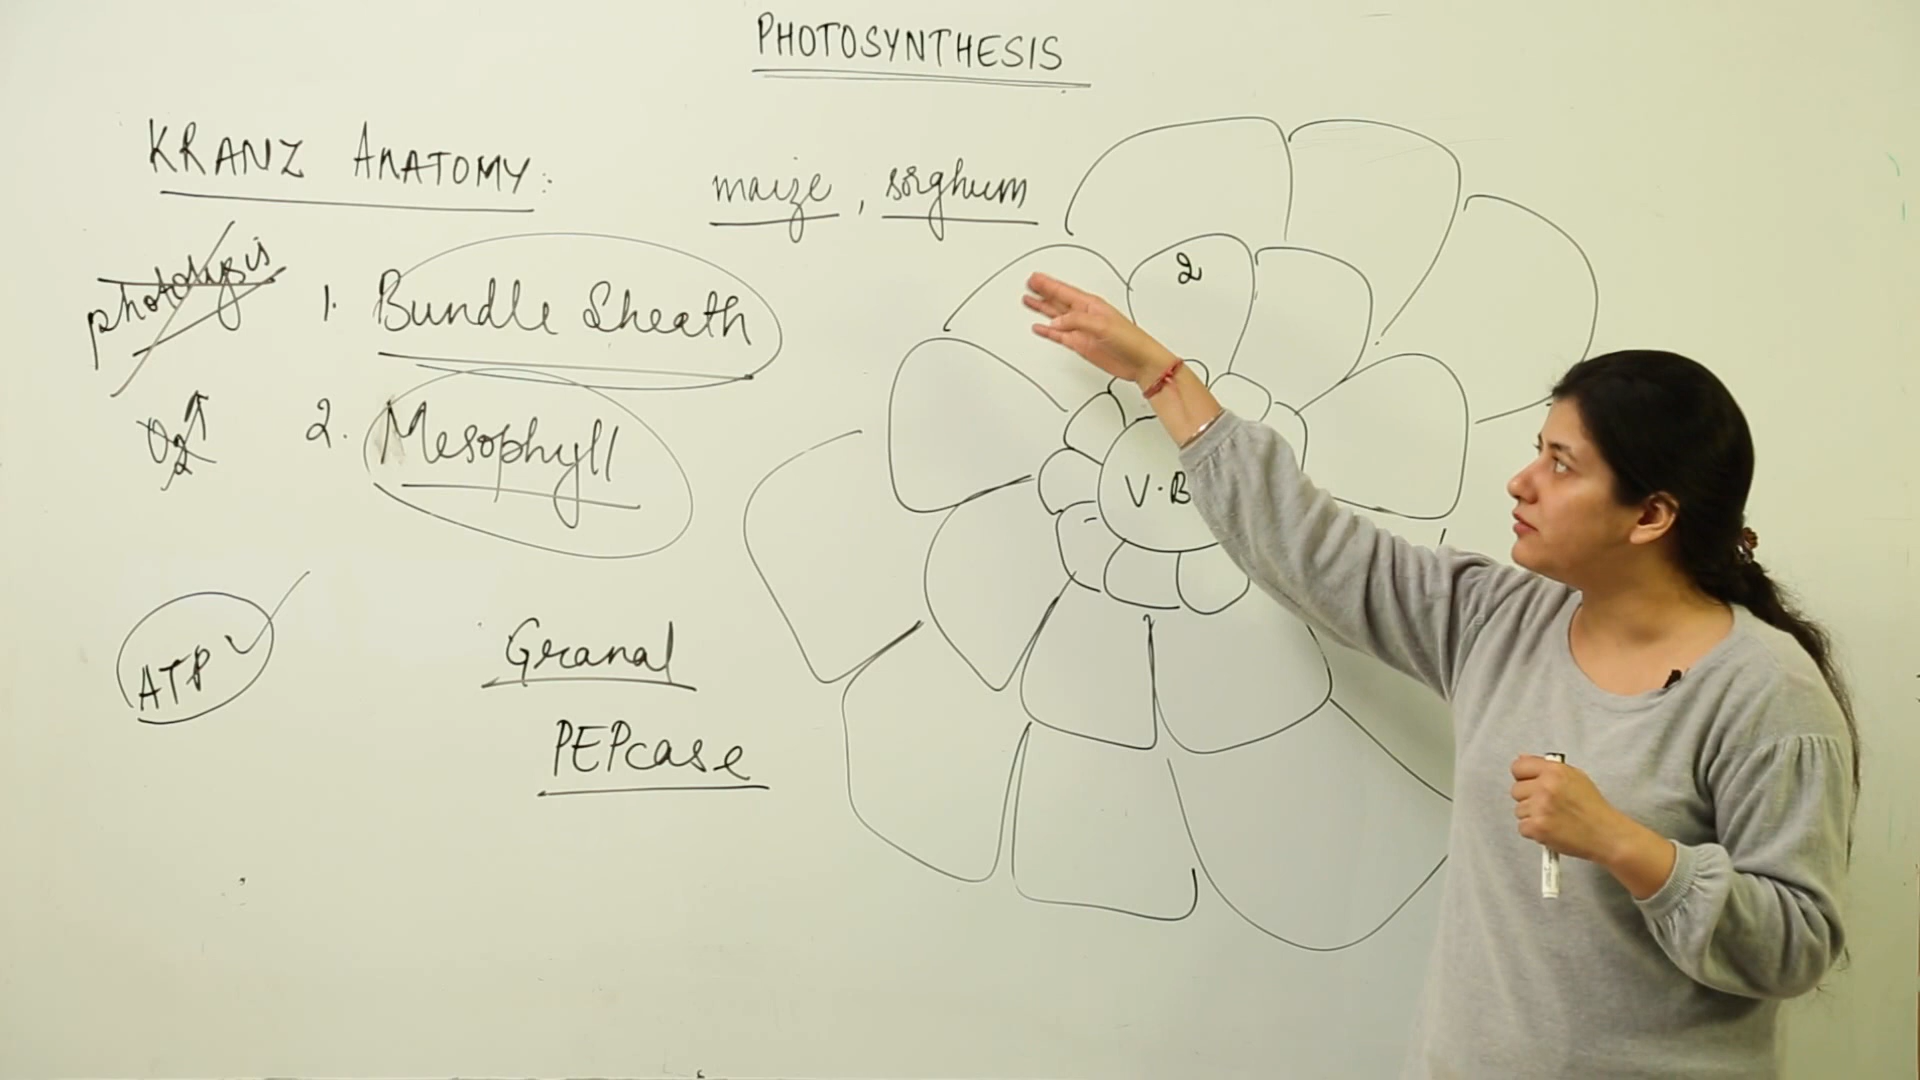 PHOTOSYNTHESIS
KRANZ ANATOMY:
maize, sorghum
photolysis
1. Bundle Sheath
O2↑
2. Mesophyll
ATP
Granal
PEPcase
2
V.B